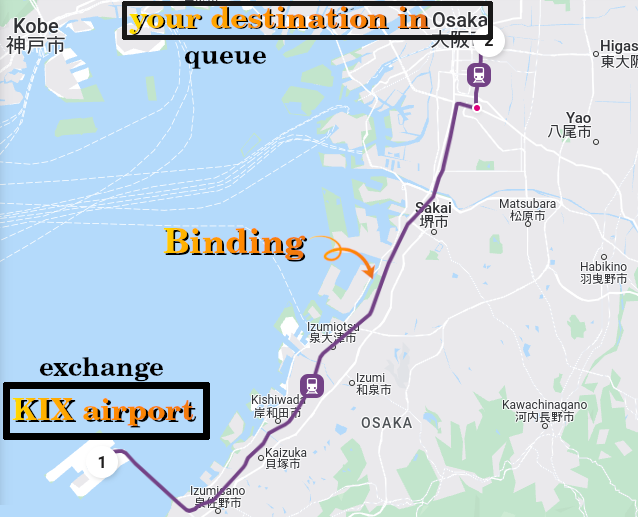 your destination in Osaka
大阪
2
Kobe
神戸市
queue
Higas
東大阪
Yao
八尾市
Matsubara
松原市
Sakai
堺市
Binding
Habikino
羽曳野市
Izumiotsu
泉大津市
exchange
KIX airport
Izumi
和泉市
Kishiwada
岸和田市
Kawachinagano
河内長野市
OSAKA
Kaizuka
貝塚市
1
Izumisano
泉佐野市